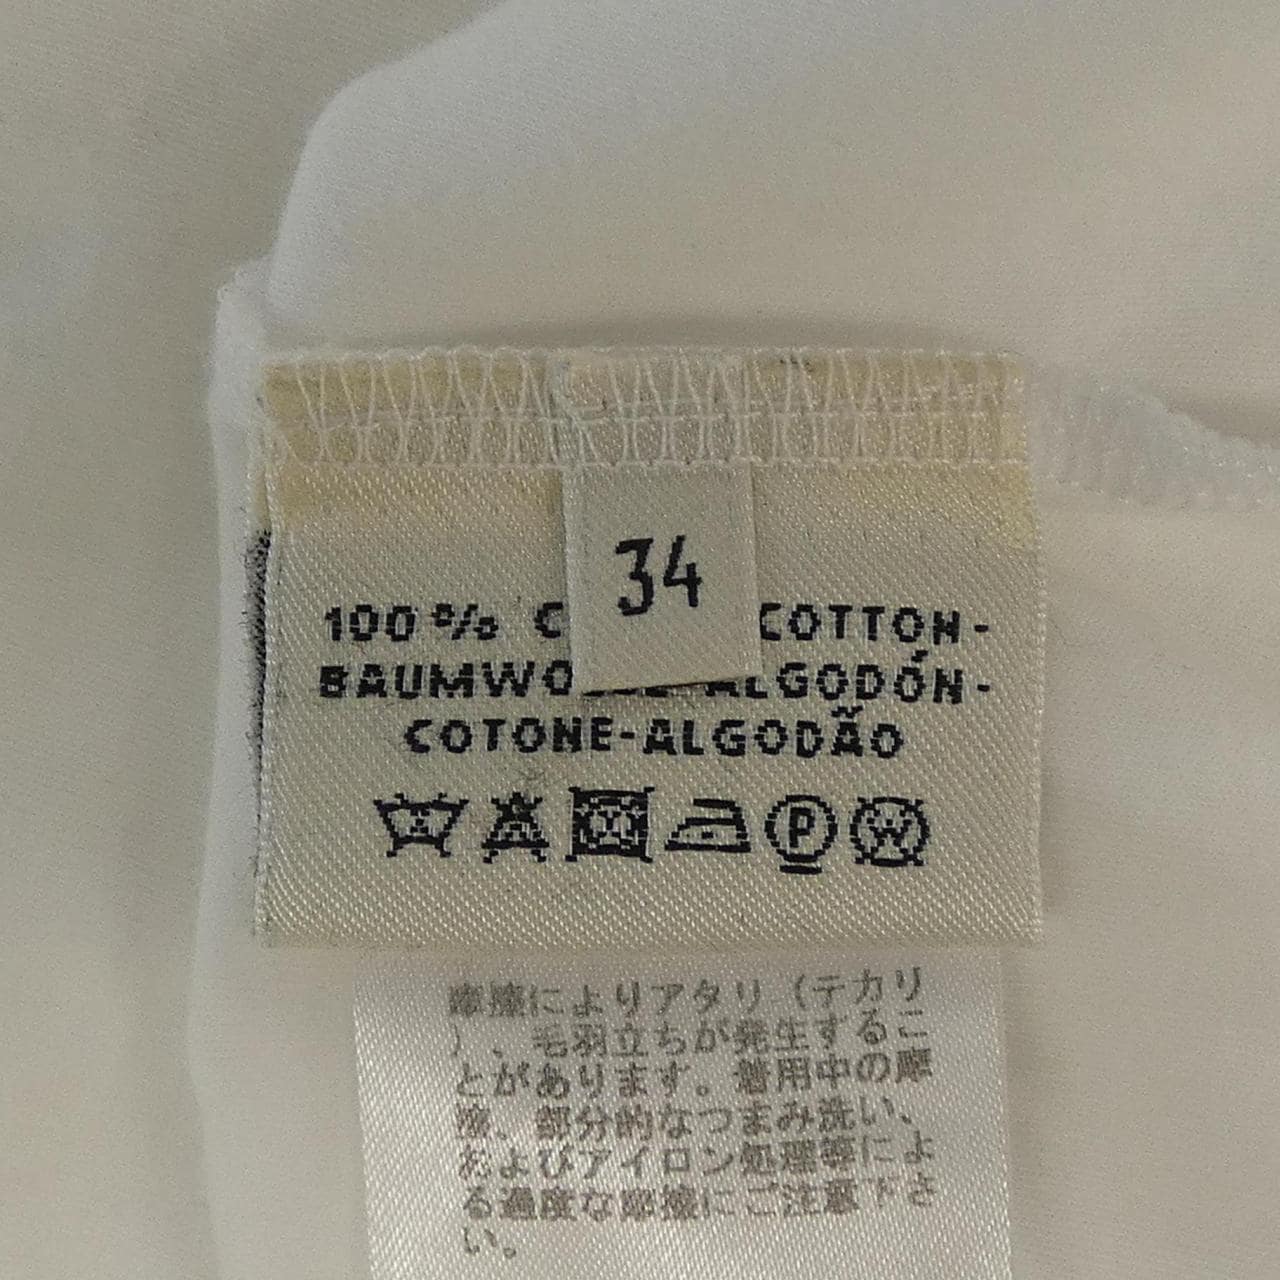 34
100% C COTTON-
BAUMWO ALGODÓN-
COTONE-ALGODÃO
P W
摩擦によりアタリ（テカリ
）、毛羽立ちが発生するこ
とがあります。着用中の摩
擦、部分的なつまみ洗い、
およびアイロン処理等によ
る過度な摩擦にご注意下さ
い。